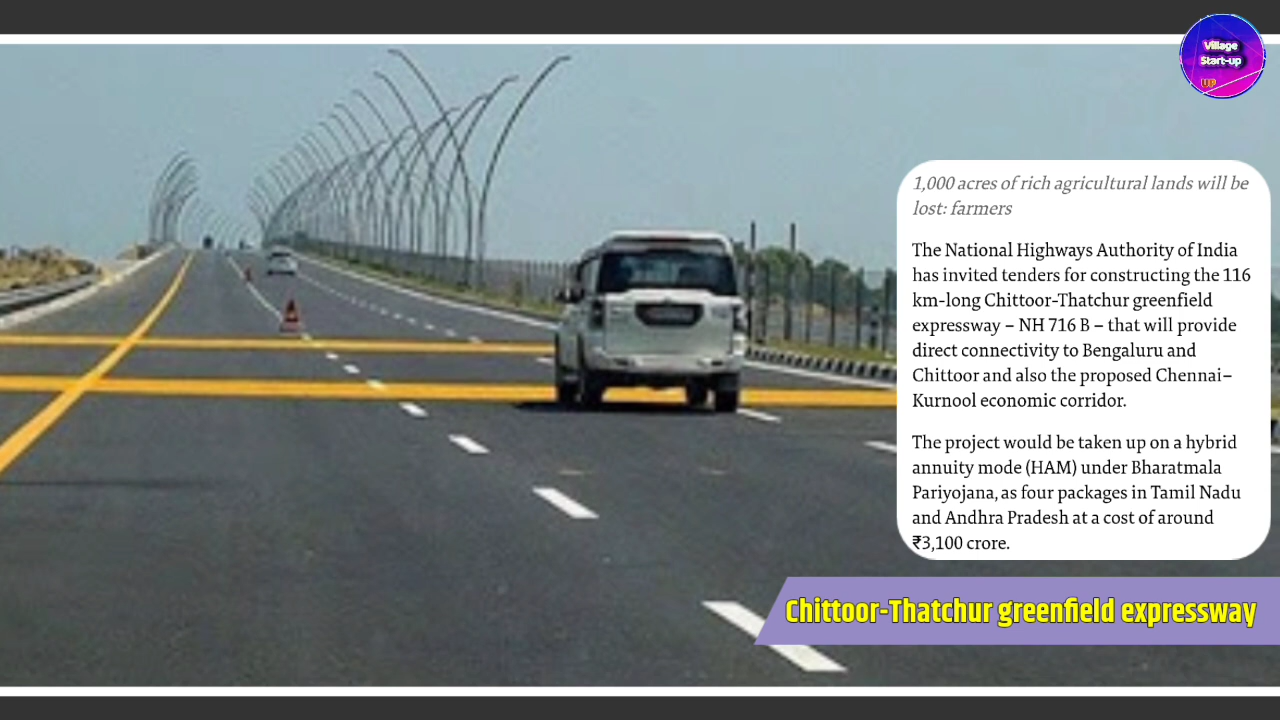 Village
Start-up
UP
1,000 acres of rich agricultural lands will be
lost: farmers
The National Highways Authority of India
has invited tenders for constructing the 116
km-long Chittoor-Thatchur greenfield
expressway – NH 716 B – that will provide
direct connectivity to Bengaluru and
Chittoor and also the proposed Chennai–
Kurnool economic corridor.
The project would be taken up on a hybrid
annuity mode (HAM) under Bharatmala
Pariyojana, as four packages in Tamil Nadu
and Andhra Pradesh at a cost of around
₹3,100 crore.
Chittoor-Thatchur greenfield expressway